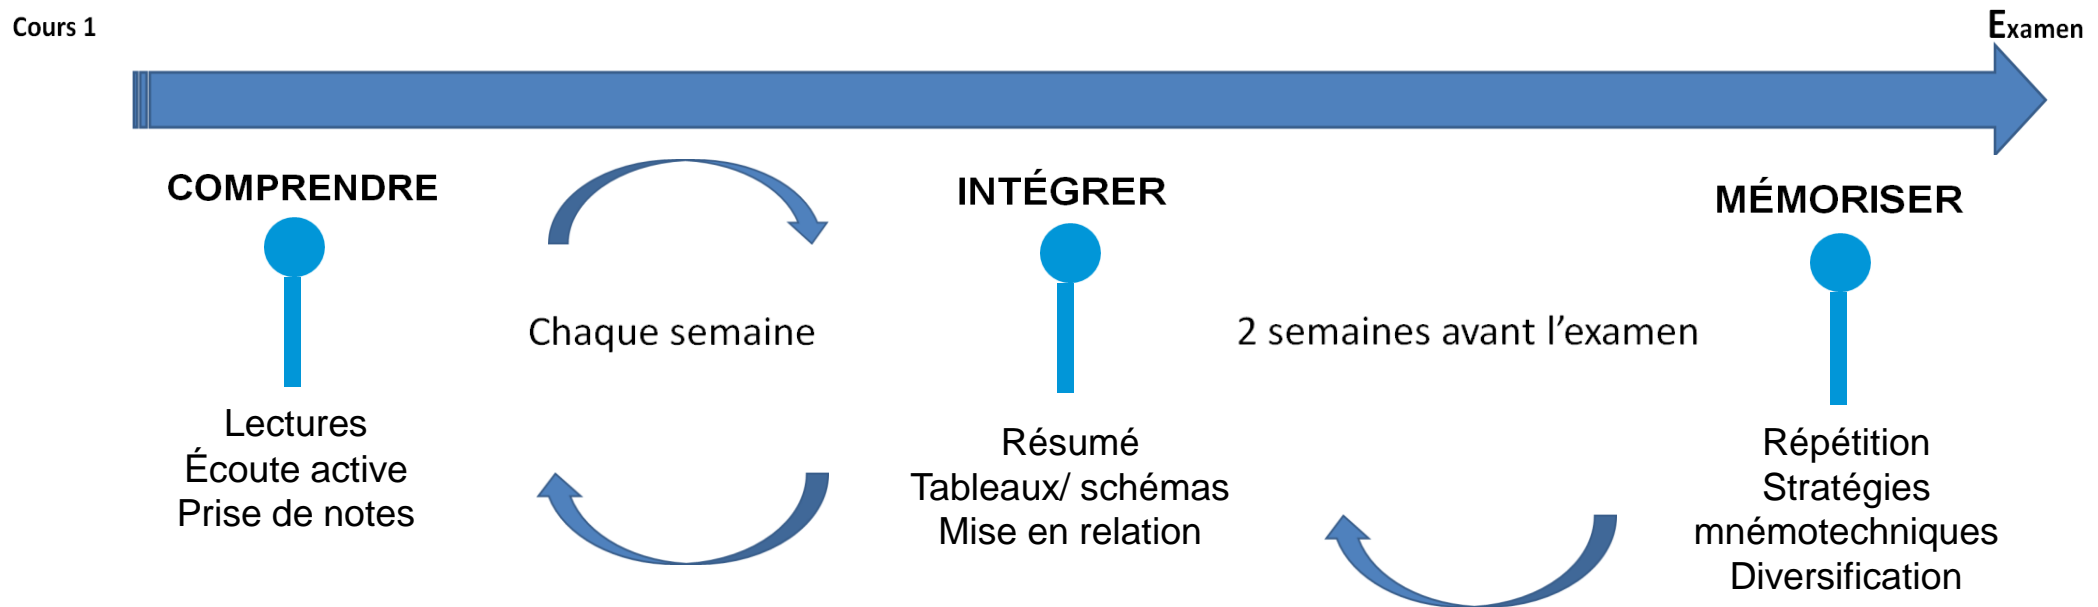 Cours 1
Examen
COMPRENDRE
INTÉGRER
MÉMORISER
Chaque semaine
2 semaines avant l’examen
Lectures
Écoute active
Prise de notes
Résumé
Tableaux/ schémas
Mise en relation
Répétition
Stratégies
mnémotechniques
Diversification